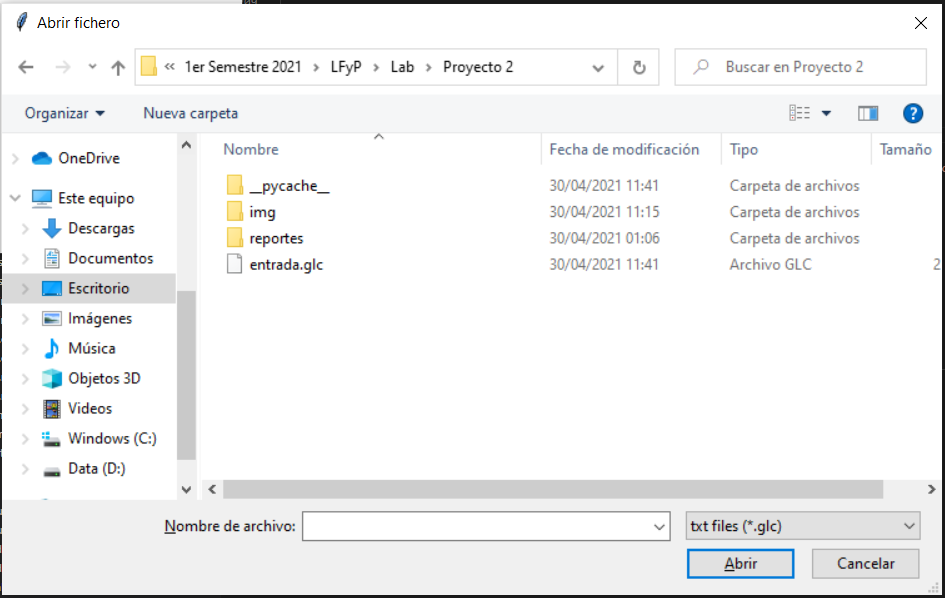 Abrir fichero
« 1er Semestre 2021 › LFyP › Lab › Proyecto 2
Buscar en Proyecto 2
Organizar
Nueva carpeta
OneDrive
Este equipo
Descargas
Documentos
Escritorio
Imágenes
Música
Objetos 3D
Videos
Windows (C:)
Data (D:)
Nombre Fecha de modificación Tipo Tamaño
__pycache__ 30/04/2021 11:41 Carpeta de archivos
img 30/04/2021 11:15 Carpeta de archivos
reportes 30/04/2021 01:06 Carpeta de archivos
entrada.glc 30/04/2021 11:41 Archivo GLC 2
Nombre de archivo:
txt files (*.glc)
Abrir
Cancelar